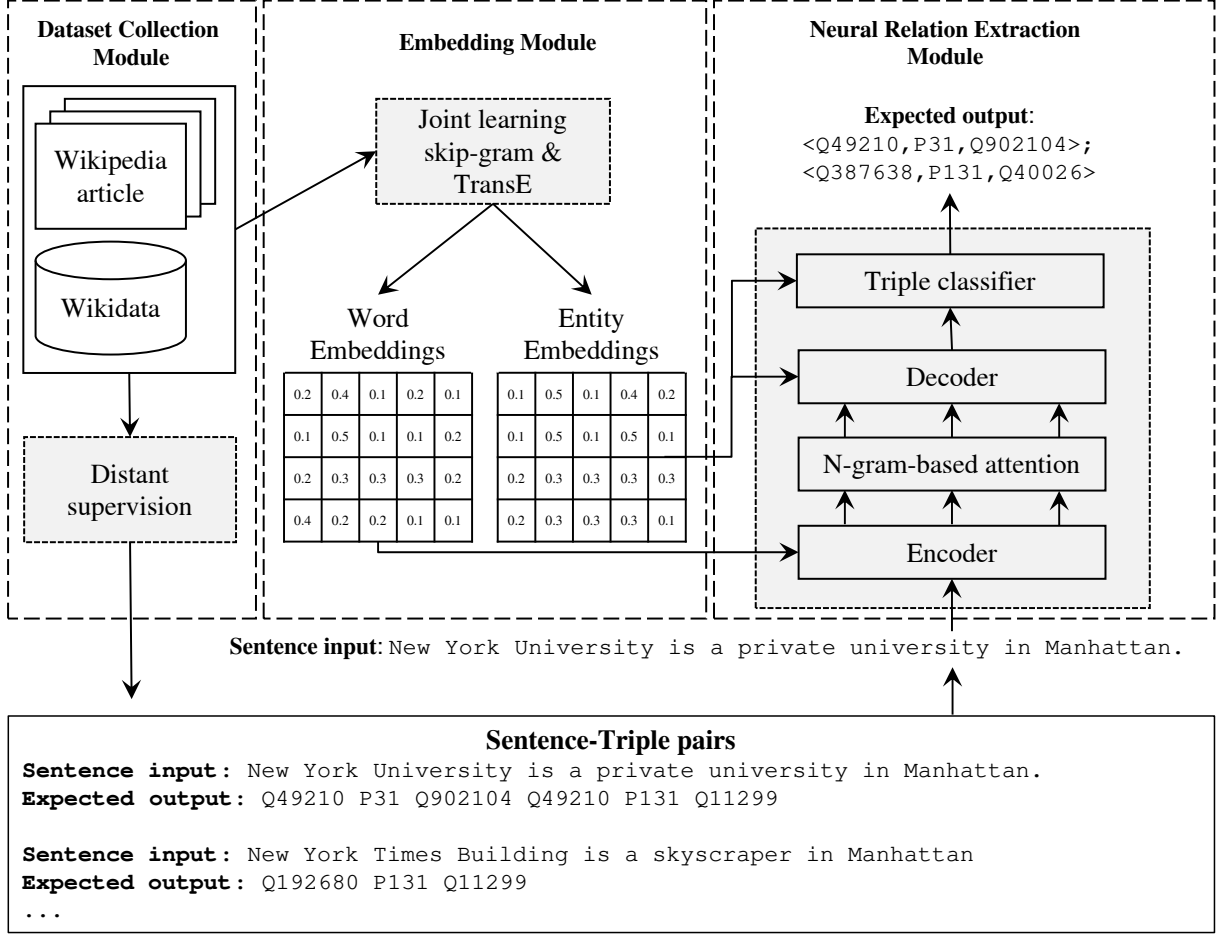 Dataset Collection
Module
Wikipedia
article
Wikidata
Distant
supervision
Embedding Module
Joint learning
skip-gram &
TransE
Word
Embeddings
0.2 0.4 0.1 0.2 0.1
0.1 0.5 0.1 0.1 0.2
0.2 0.3 0.3 0.3 0.2
0.4 0.2 0.2 0.1 0.1
Entity
Embeddings
0.1 0.5 0.1 0.4 0.2
0.1 0.5 0.1 0.5 0.1
0.2 0.3 0.3 0.3 0.3
0.2 0.3 0.3 0.3 0.1
Neural Relation Extraction
Module
Expected output:
<Q49210,P31,Q902104>;
<Q387638,P131,Q40026>
Triple classifier
Decoder
N-gram-based attention
Encoder
Sentence input: New York University is a private university in Manhattan.
Sentence-Triple pairs
Sentence input: New York University is a private university in Manhattan.
Expected output: Q49210 P31 Q902104 Q49210 P131 Q11299
Sentence input: New York Times Building is a skyscraper in Manhattan
Expected output: Q192680 P131 Q11299
...